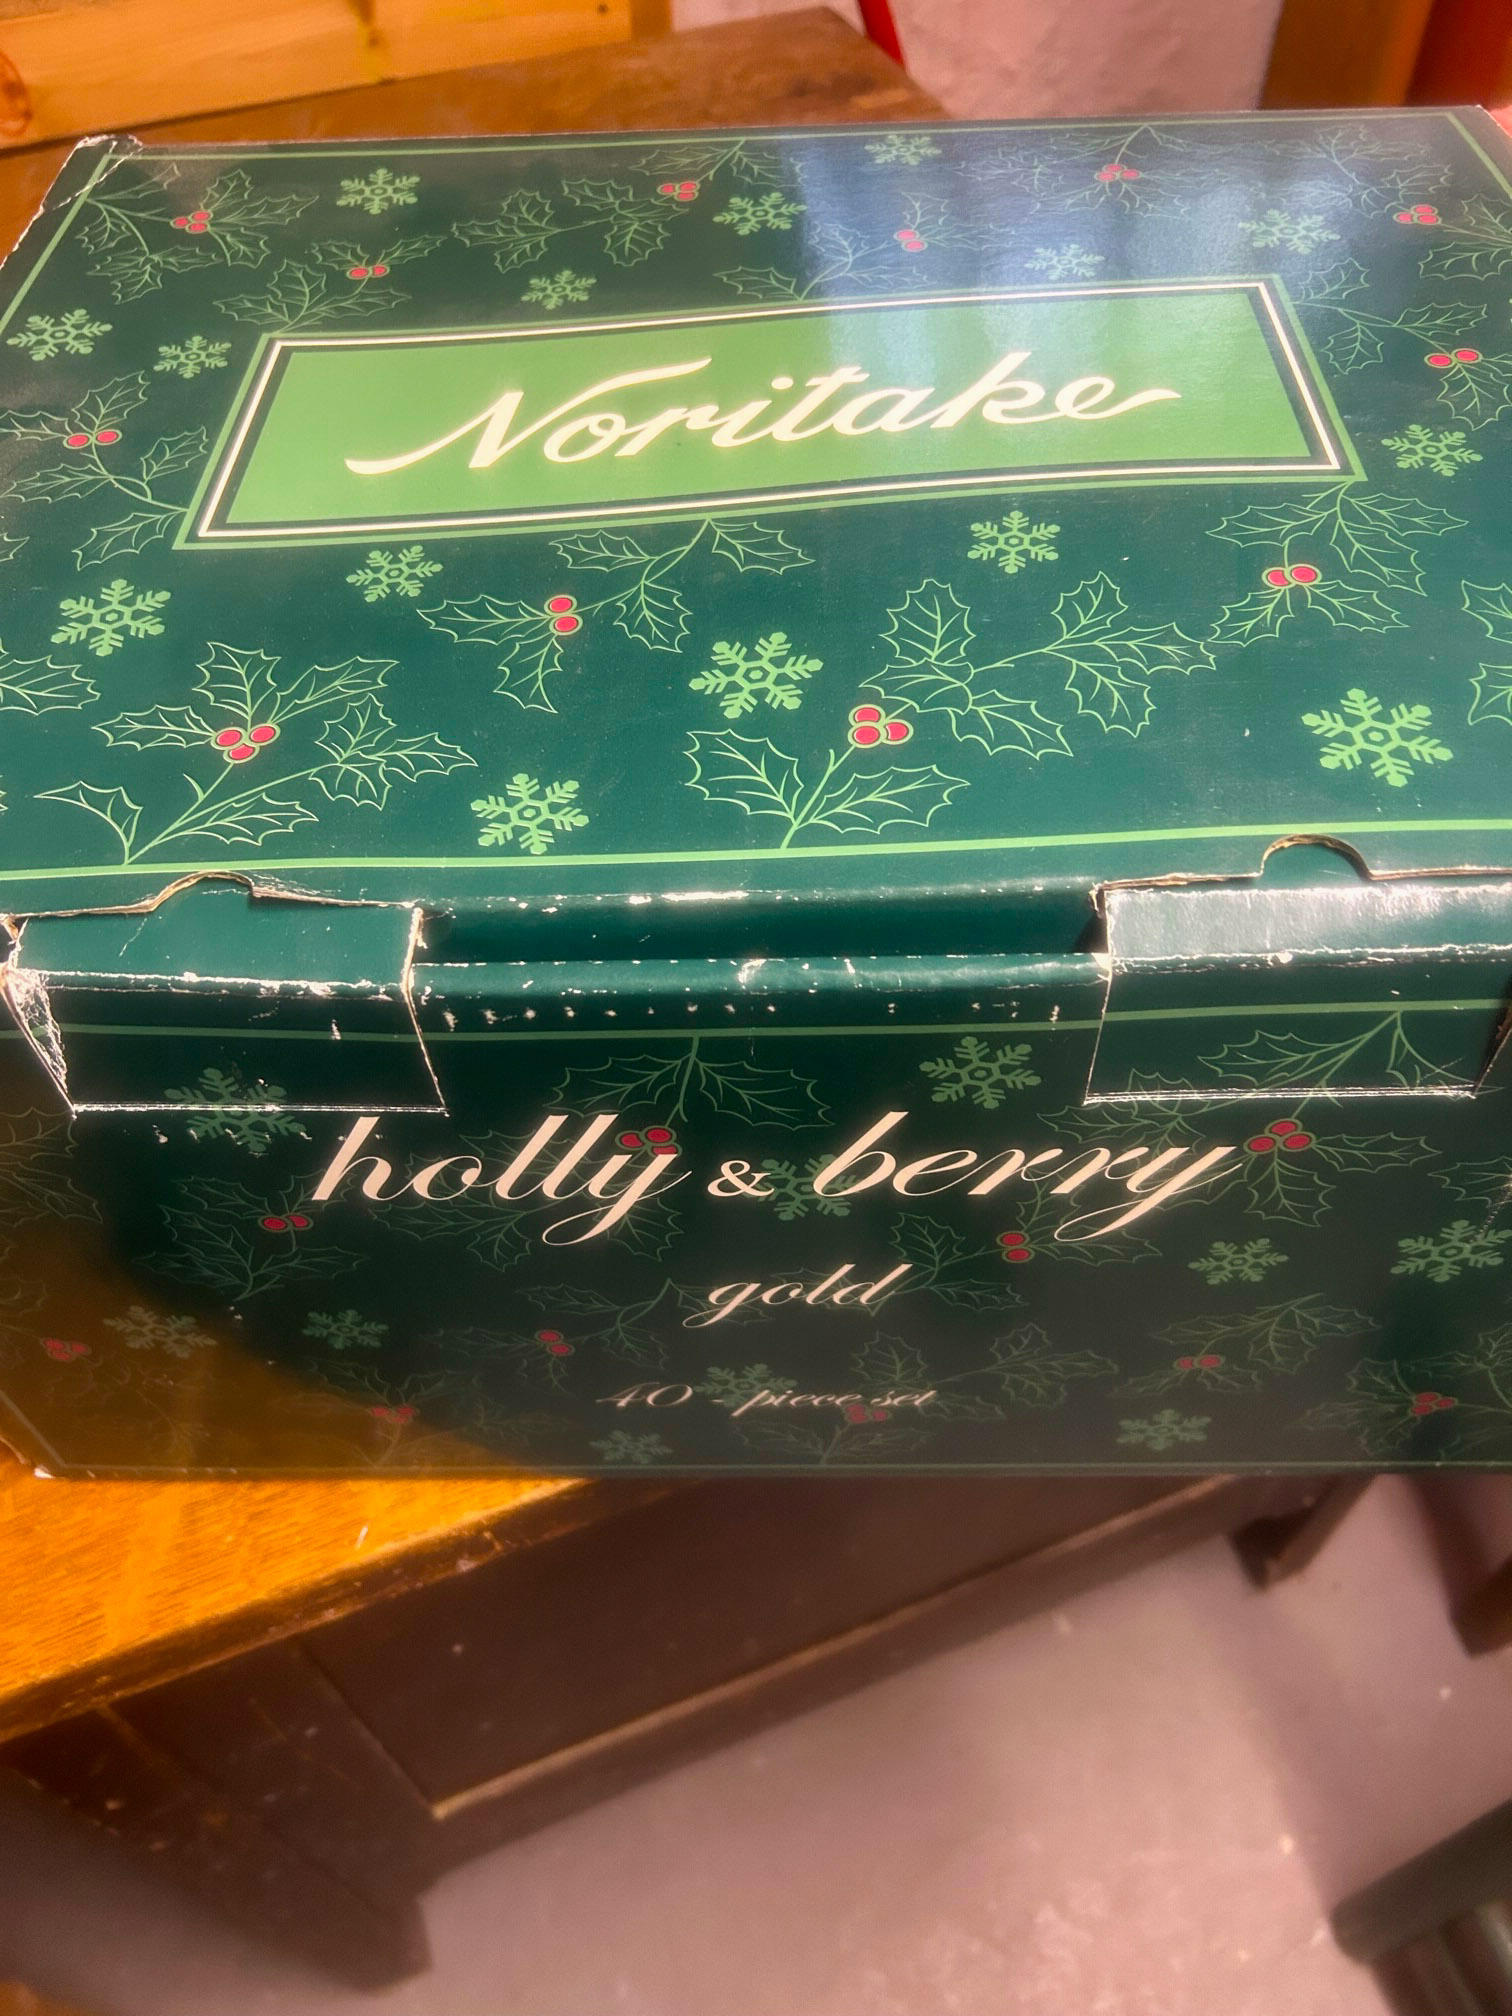 Noritake
holly & berry
gold
40 - piece set